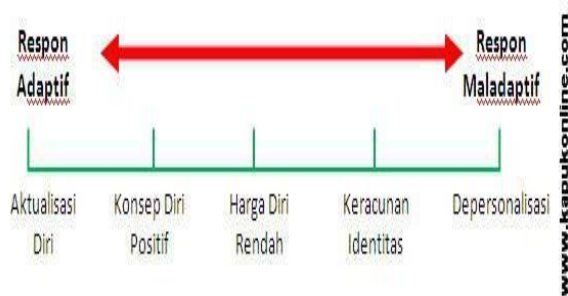 Respon
Adaptif
Respon
Maladaptif
Aktualisasi
Diri
Konsep Diri
Positif
Harga Diri
Rendah
Keracunan
Identitas
Depersonalisasi
www.kapukonline.com